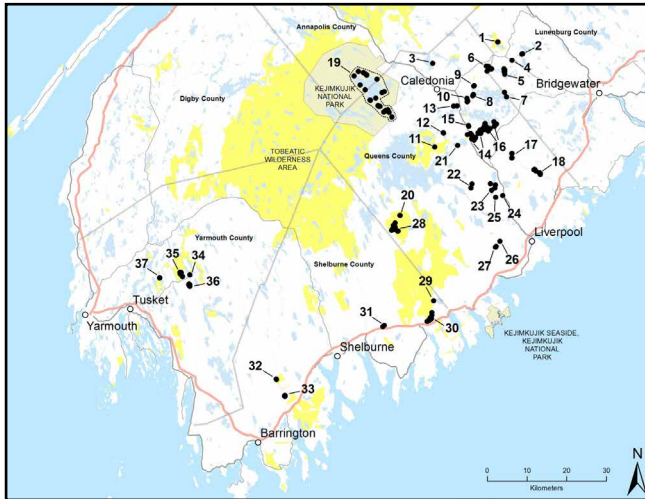 Annapolis County
Lunenburg County
1
2
3
4
5
6
7
8
9
10
11
12
13
14
15
16
17
18
19
20
21
22
23
24
25
26
27
28
29
30
31
32
33
34
35
36
37
Caledonia
Bridgewater
KEJIMKUJIK
NATIONAL
PARK
Digby County
TOBEATIC
WILDERNESS
AREA
Queens County
Liverpool
Yarmouth County
Shelburne County
Tusket
Yarmouth
Shelburne
KEJIMKUJIK SEASIDE,
KEJIMKUJIK
NATIONAL
PARK
Barrington
N
0 10 20 30
Kilometers